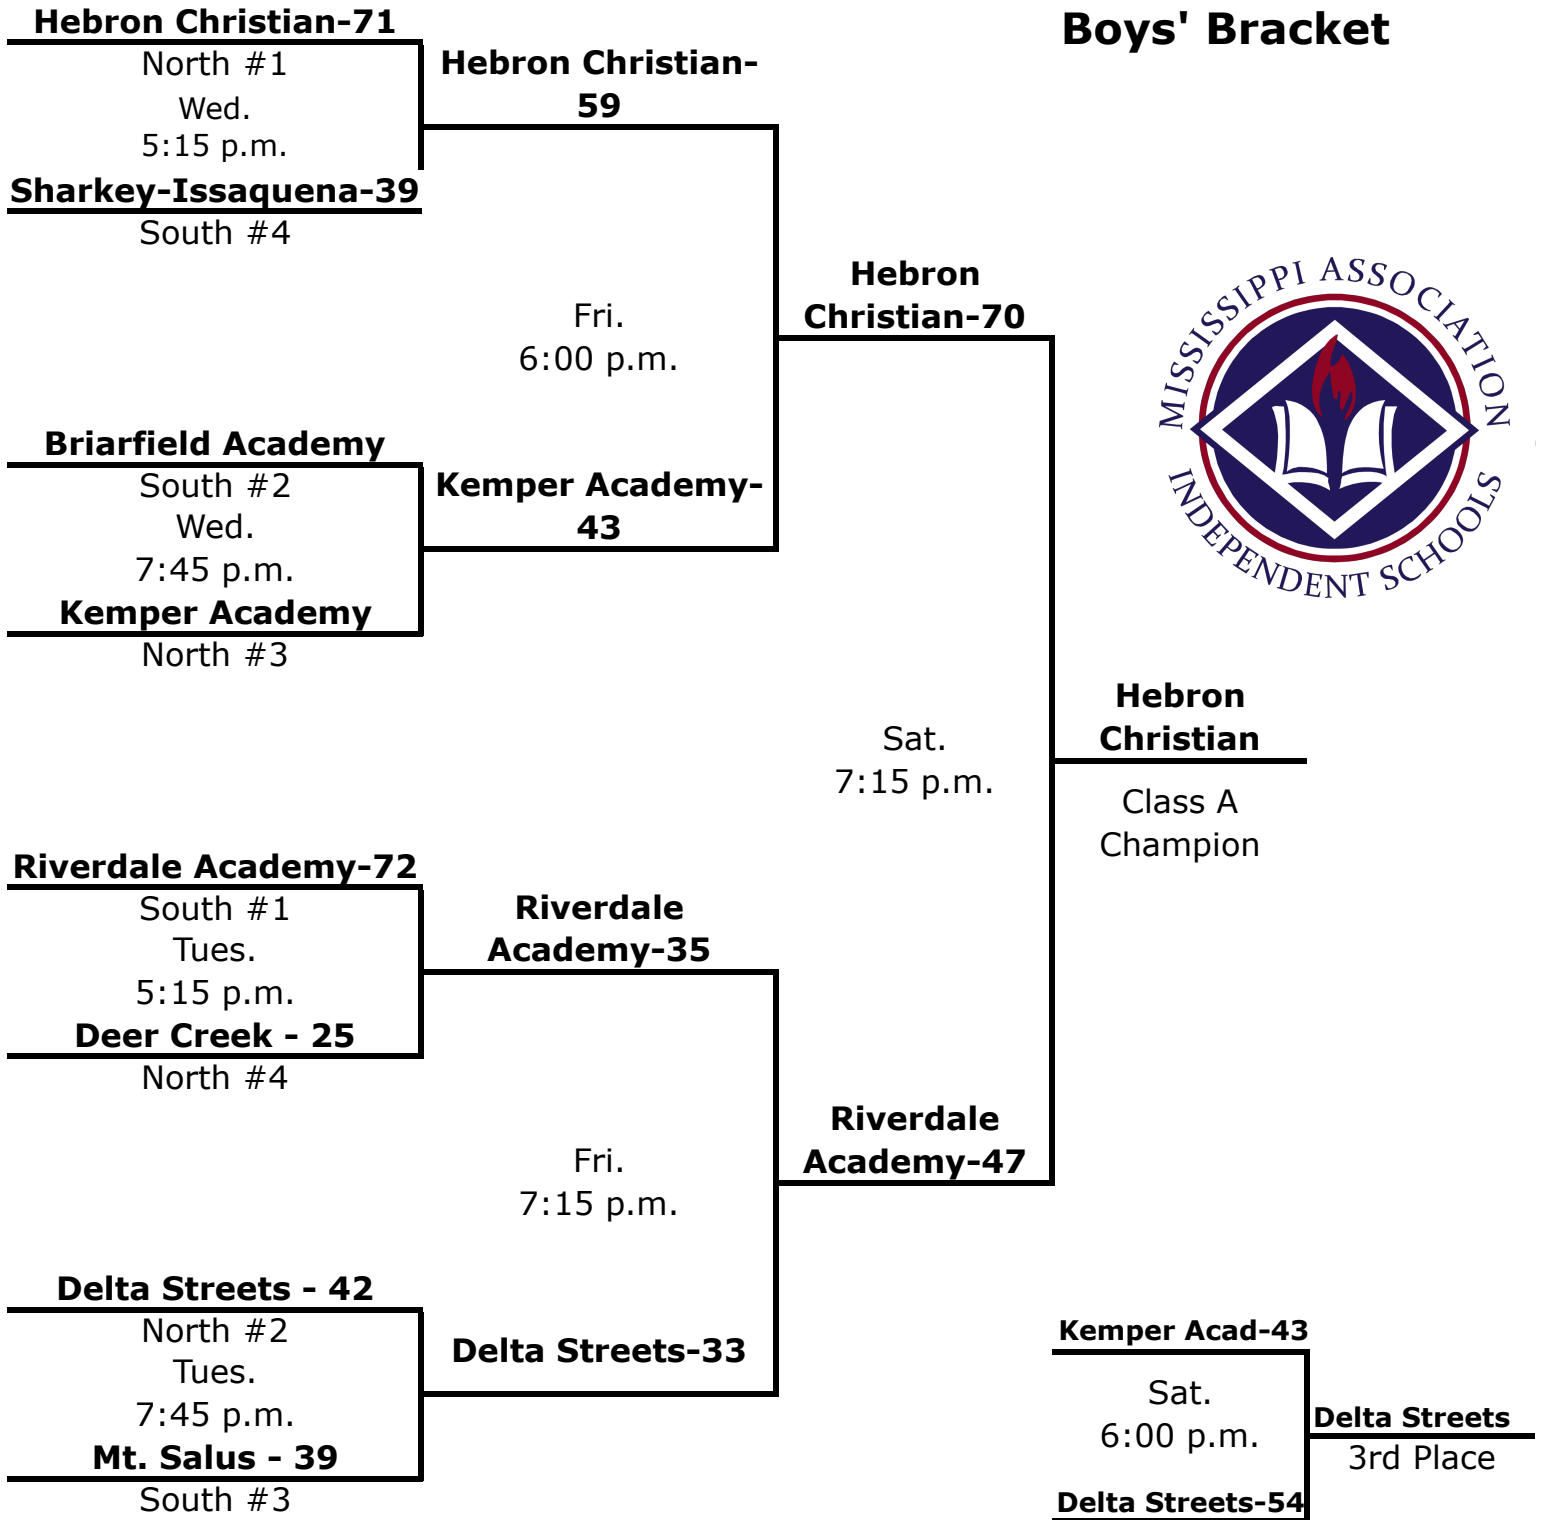 Hebron Christian-71
North #1
Wed.
5:15 p.m.
Sharkey-Issaquena-39
South #4
Briarfield Academy
South #2
Wed.
7:45 p.m.
Kemper Academy
North #3
Riverdale Academy-72
South #1
Tues.
5:15 p.m.
Deer Creek - 25
North #4
Delta Streets - 42
North #2
Tues.
7:45 p.m.
Mt. Salus - 39
South #3
Hebron Christian-
59
Fri.
6:00 p.m.
Kemper Academy-
43
Riverdale
Academy-35
Fri.
7:15 p.m.
Delta Streets-33
Hebron
Christian-70
Sat.
7:15 p.m.
Riverdale
Academy-47
Boys' Bracket
MISSISSIPPI ASSOCIATION
INDEPENDENT SCHOOLS
Hebron
Christian
Class A
Champion
Kemper Acad-43
Sat.
6:00 p.m.
Delta Streets-54
Delta Streets
3rd Place